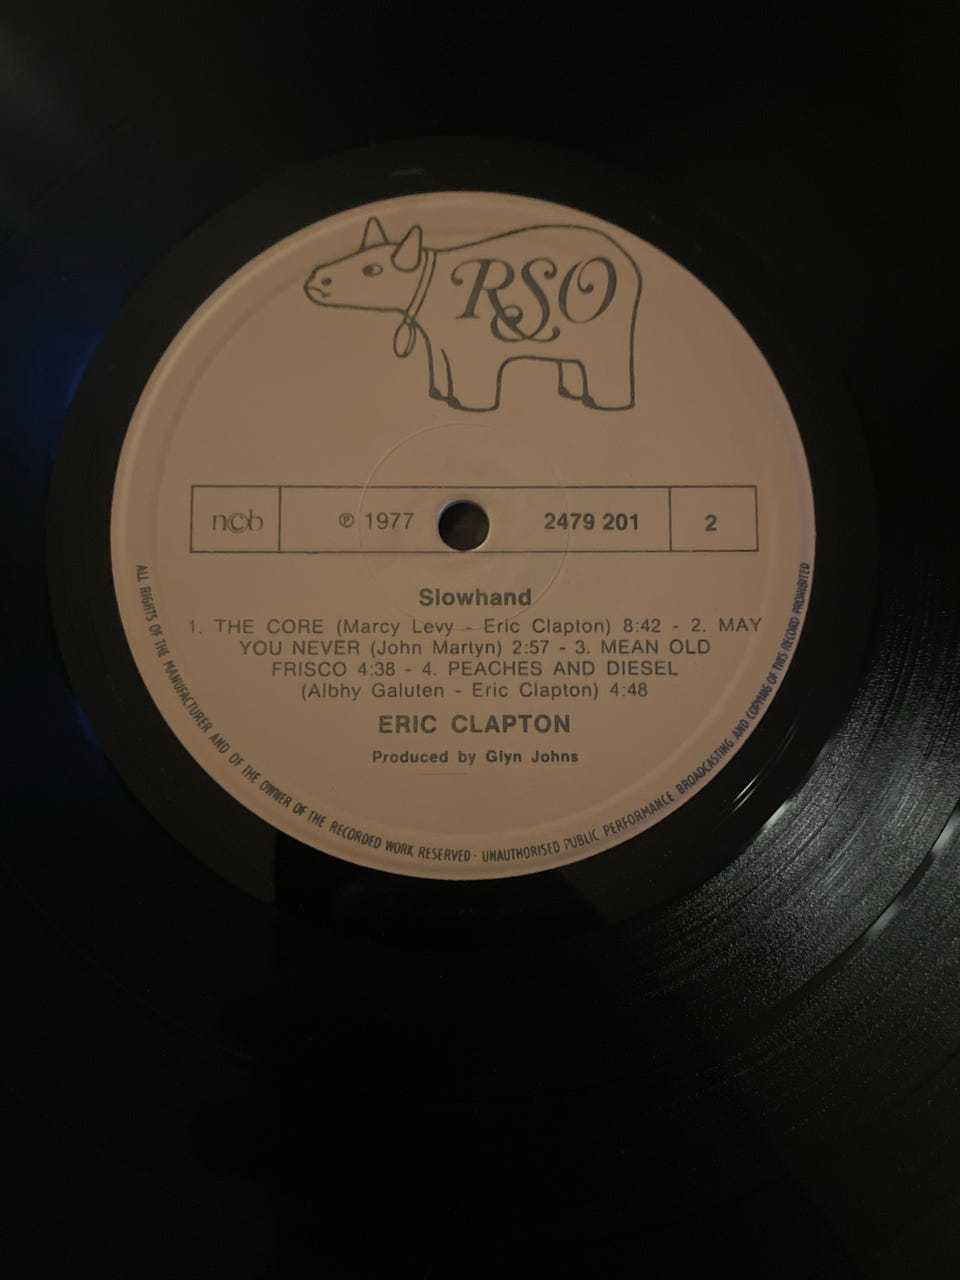 RSO
n©b ℗ 1977 2479 201 2
Slowhand
1. THE CORE (Marcy Levy - Eric Clapton) 8:42 - 2. MAY
YOU NEVER (John Martyn) 2:57 - 3. MEAN OLD
FRISCO 4:38 - 4. PEACHES AND DIESEL
(Albhy Galuten - Eric Clapton) 4:48
ERIC CLAPTON
Produced by Glyn Johns
ALL RIGHTS OF THE MANUFACTURER AND OF THE OWNER OF THE RECORDED WORK RESERVED · UNAUTHORISED PUBLIC PERFORMANCE BROADCASTING AND COPYING OF THIS RECORD PROHIBITED